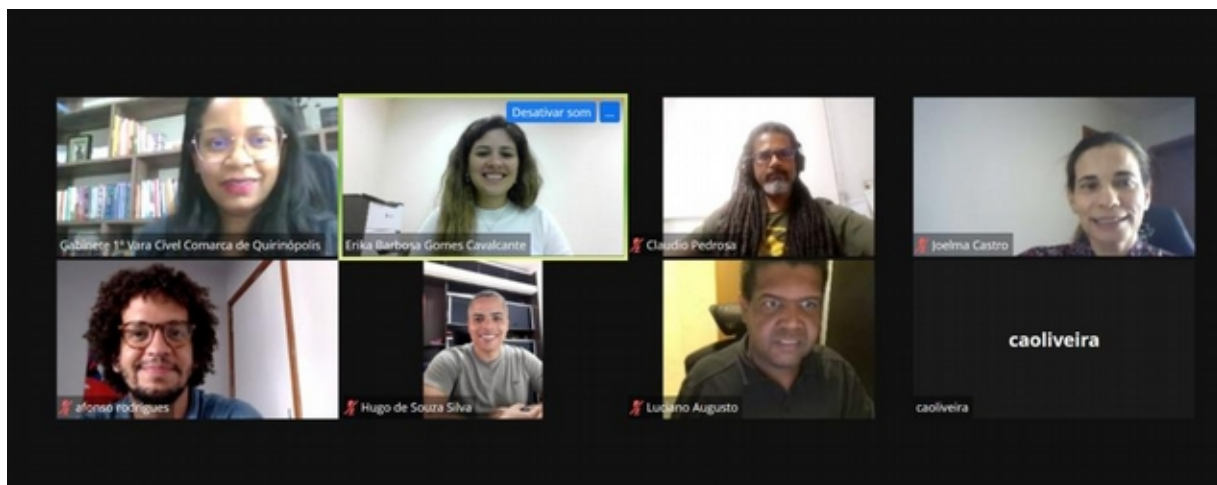 Desativar som ...
Gabinete 1ª Vara Cível Comarca de Quirinópolis
Erika Barbosa Gomes Cavalcante
Claudio Pedrosa
Joelma Castro
caoliveira
afonso rodrigues
Hugo de Souza Silva
Luciano Augusto
caoliveira